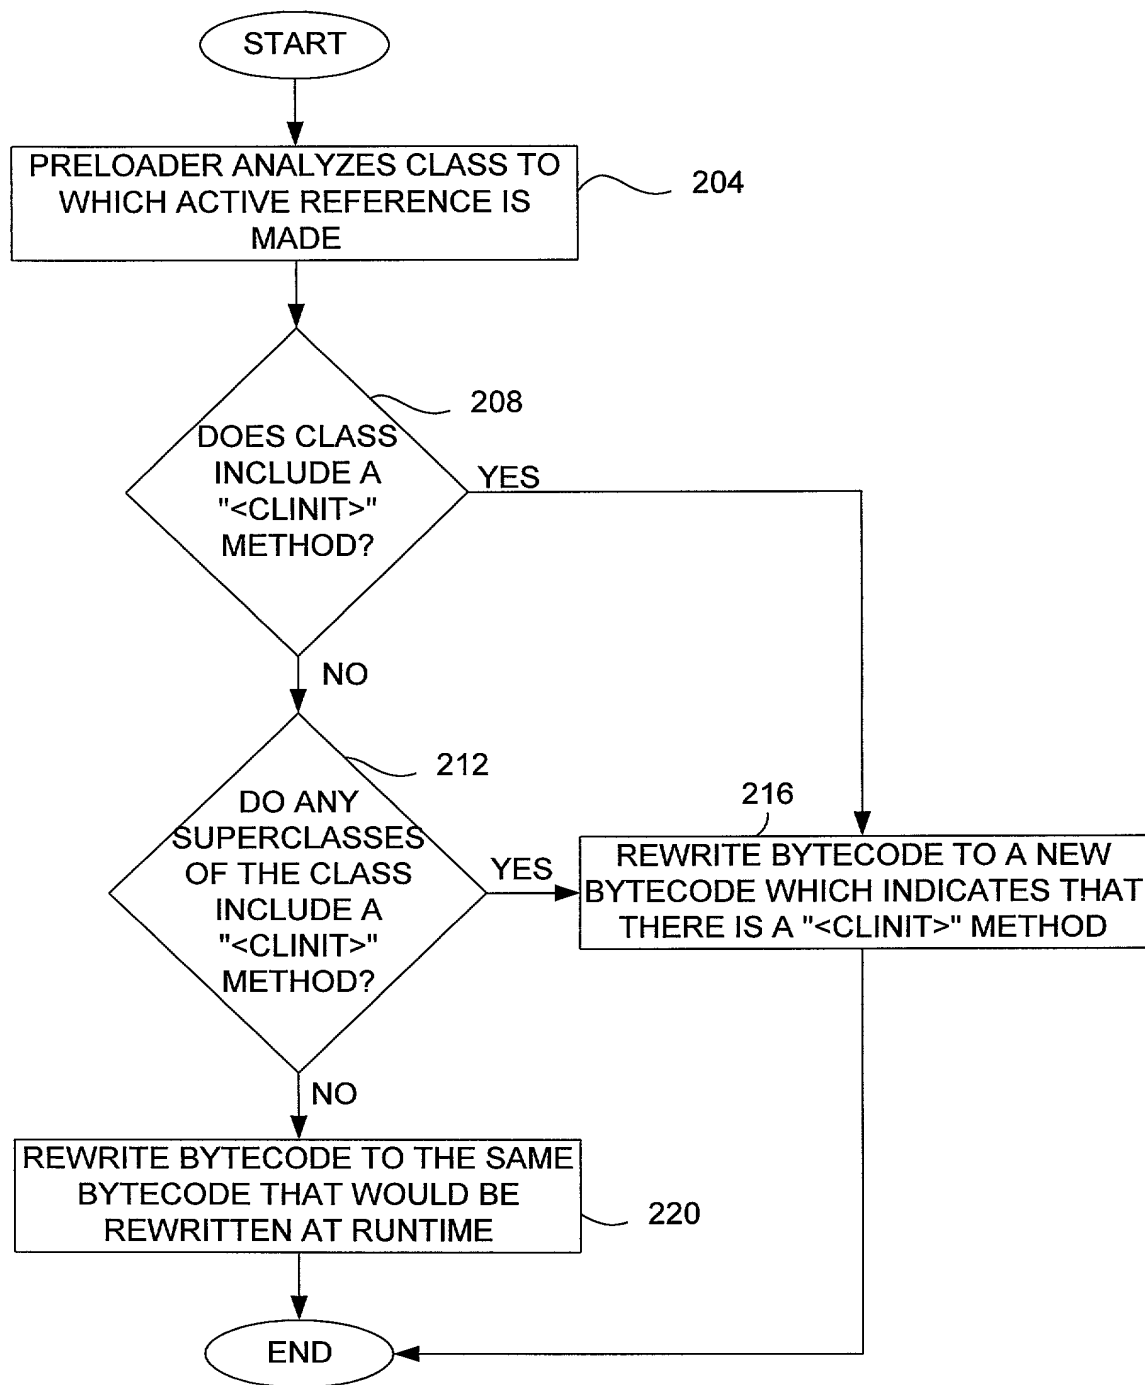 START
PRELOADER ANALYZES CLASS TO
WHICH ACTIVE REFERENCE IS
MADE
204
208
DOES CLASS
INCLUDE A
"<CLINIT>"
METHOD?
YES
NO
212
DO ANY
SUPERCLASSES
OF THE CLASS
INCLUDE A
"<CLINIT>"
METHOD?
YES
216
REWRITE BYTECODE TO A NEW
BYTECODE WHICH INDICATES THAT
THERE IS A "<CLINIT>" METHOD
NO
REWRITE BYTECODE TO THE SAME
BYTECODE THAT WOULD BE
REWRITTEN AT RUNTIME
220
END